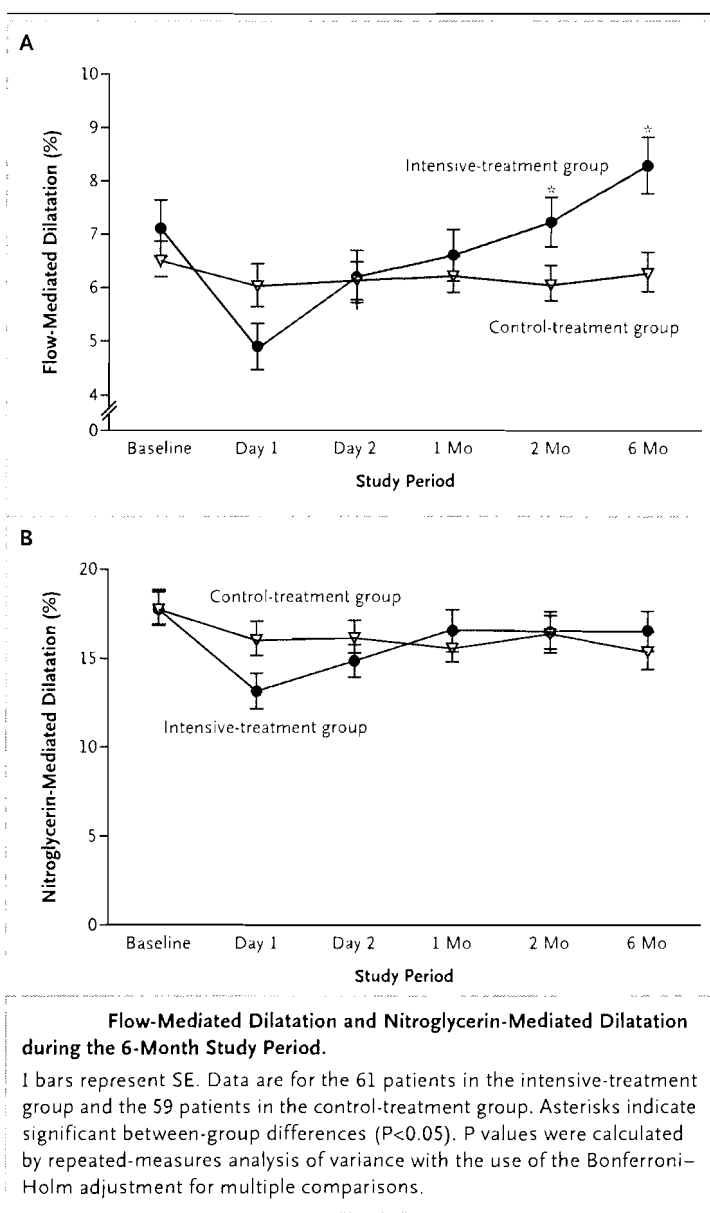 A
10
9
8
7
6
5
4
0
Flow-Mediated Dilatation (%)
Intensive-treatment group
Control-treatment group
☆
☆
Baseline Day 1 Day 2 1 Mo 2 Mo 6 Mo
Study Period
B
20
15
10
5
0
Nitroglycerin-Mediated Dilatation (%)
Control-treatment group
Intensive-treatment group
Baseline Day 1 Day 2 1 Mo 2 Mo 6 Mo
Study Period
Flow-Mediated Dilatation and Nitroglycerin-Mediated Dilatation
during the 6-Month Study Period.
I bars represent SE. Data are for the 61 patients in the intensive-treatment
group and the 59 patients in the control-treatment group. Asterisks indicate
significant between-group differences (P<0.05). P values were calculated
by repeated-measures analysis of variance with the use of the Bonferroni–
Holm adjustment for multiple comparisons.